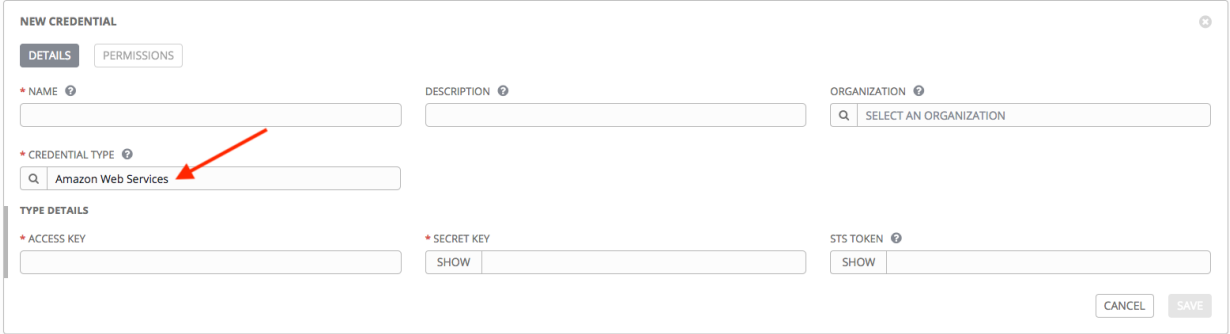 NEW CREDENTIAL
DETAILS PERMISSIONS
* NAME ? DESCRIPTION ? ORGANIZATION ?
SELECT AN ORGANIZATION
* CREDENTIAL TYPE ?
Amazon Web Services
TYPE DETAILS
* ACCESS KEY * SECRET KEY STS TOKEN ?
SHOW SHOW
CANCEL SAVE